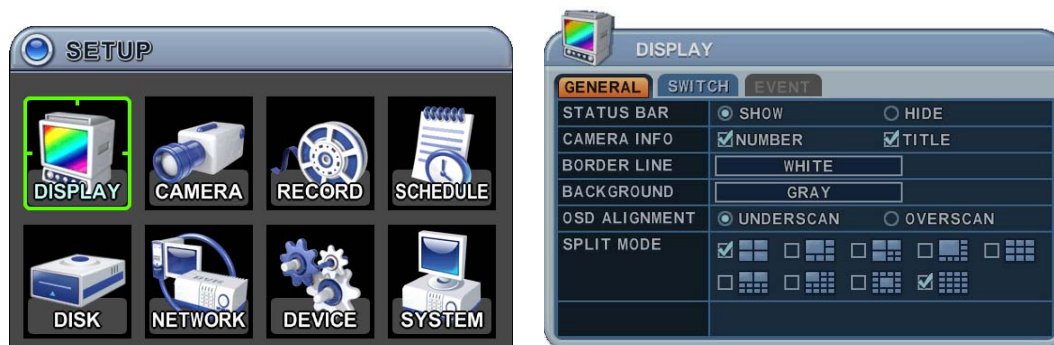 SETUP
DISPLAY CAMERA RECORD SCHEDULE
DISK NETWORK DEVICE SYSTEM
DISPLAY
GENERAL SWITCH EVENT
STATUS BAR SHOW HIDE
CAMERA INFO NUMBER TITLE
BORDER LINE WHITE
BACKGROUND GRAY
OSD ALIGNMENT UNDERSCAN OVERSCAN
SPLIT MODE